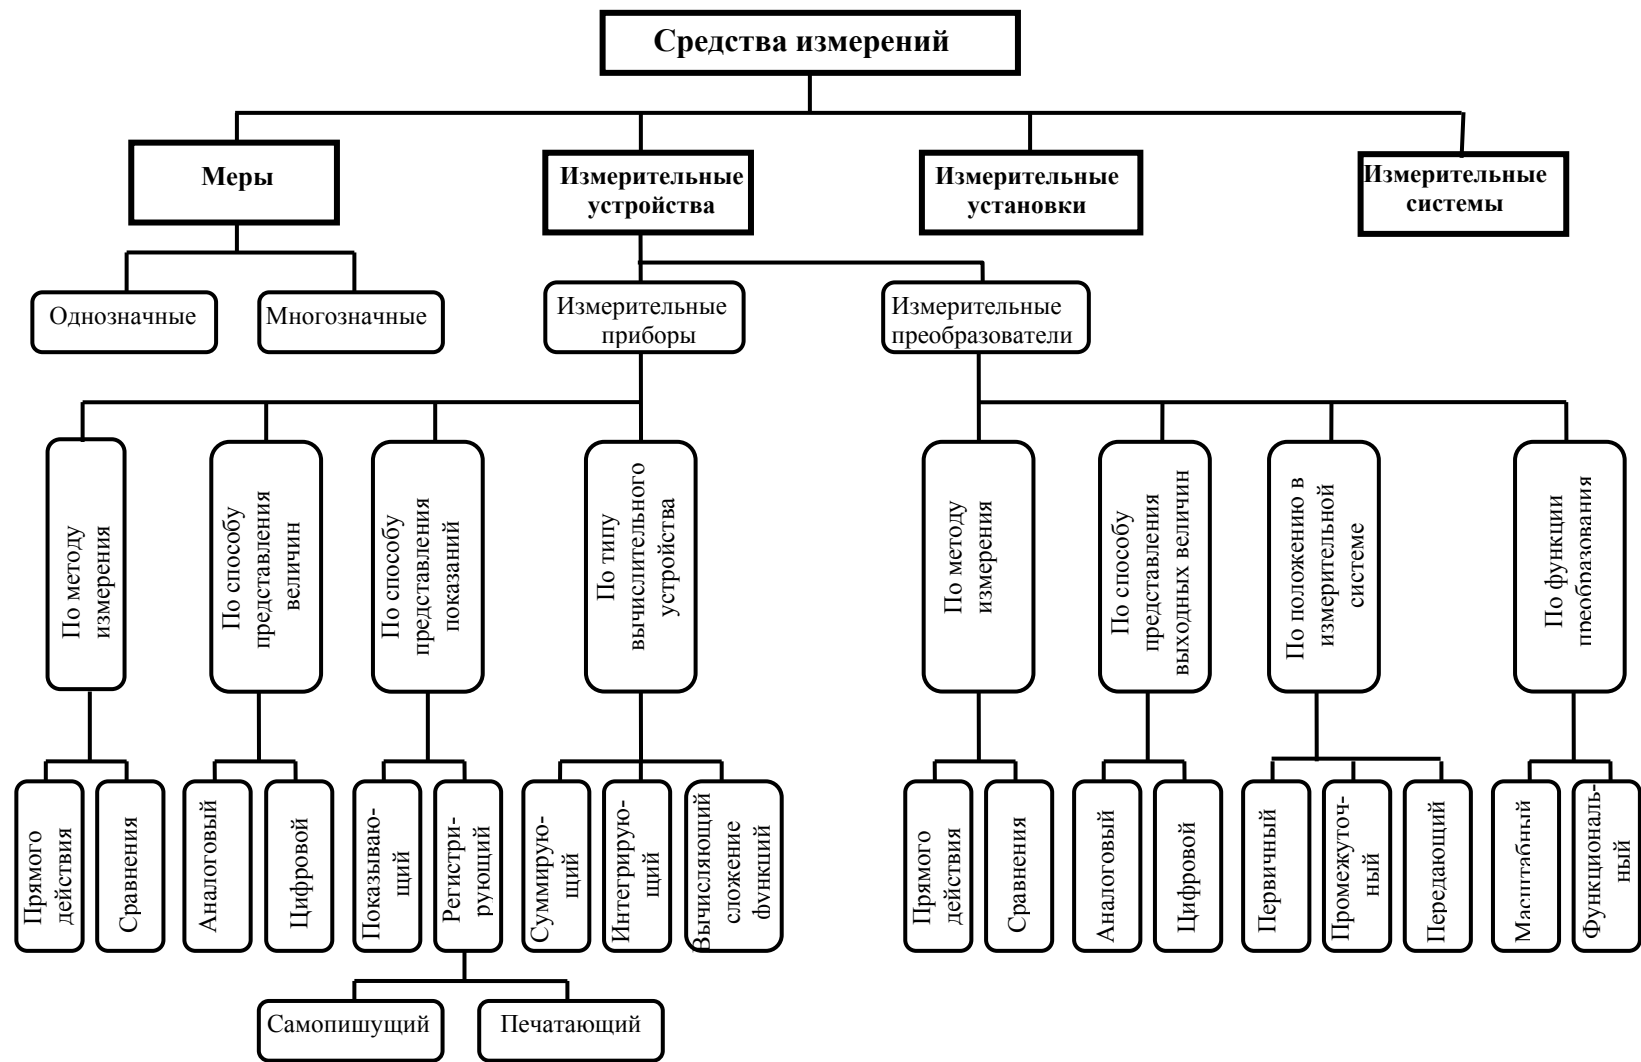 Средства измерений
Меры
Измерительные
устройства
Измерительные
установки
Измерительные
системы
Однозначные
Многозначные
Измерительные
приборы
Измерительные
преобразователи
По методу
измерения
По способу
представления
величин
По способу
представления
показаний
По типу
вычислительного
устройства
По методу
измерения
По способу
представления
выходных величин
По положению в
измерительной
системе
По функции
преобразования
Прямого
действия
Сравнения
Аналоговый
Цифровой
Показываю-
щий
Регистри-
рующий
Суммирую-
щий
Интегрирую-
щий
Вычисляющий
сложение
функций
Прямого
действия
Сравнения
Аналоговый
Цифровой
Первичный
Промежуточ-
ный
Передающий
Масштабный
Функциональ-
ный
Самопишущий
Печатающий